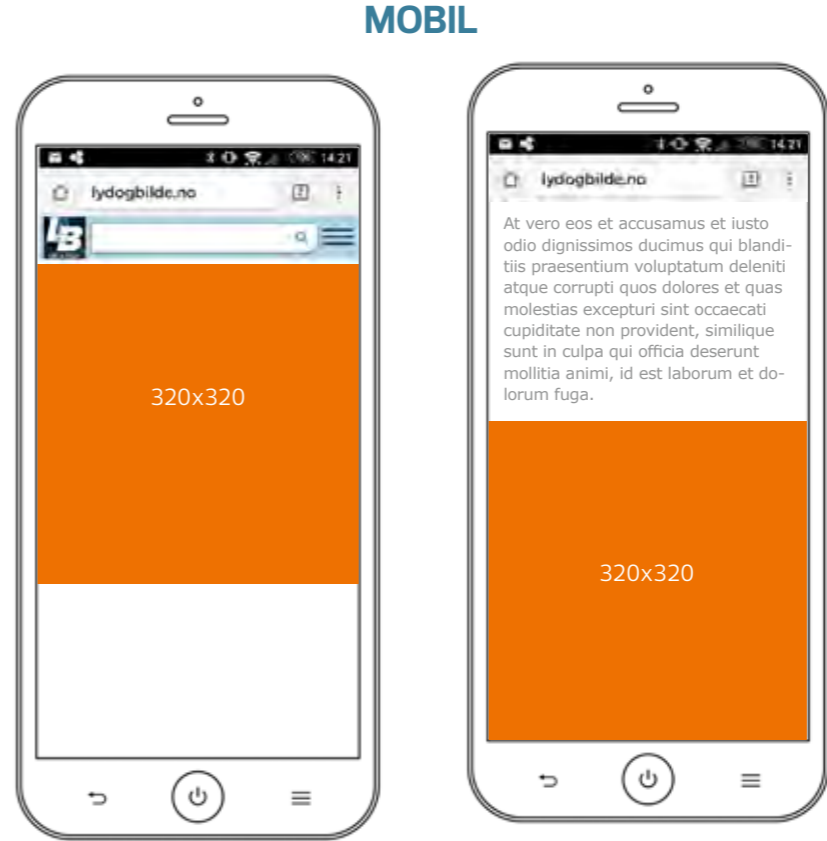 MOBIL
14:21
lydogbilde.no
LB
320x320
14:21
lydogbilde.no
At vero eos et accusamus et iusto
odio dignissimos ducimus qui blandi-
tiis praesentium voluptatum deleniti
atque corrupti quos dolores et quas
molestias excepturi sint occaecati
cupiditate non provident, similique
sunt in culpa qui officia deserunt
mollitia animi, id est laborum et do-
lorum fuga.
320x320